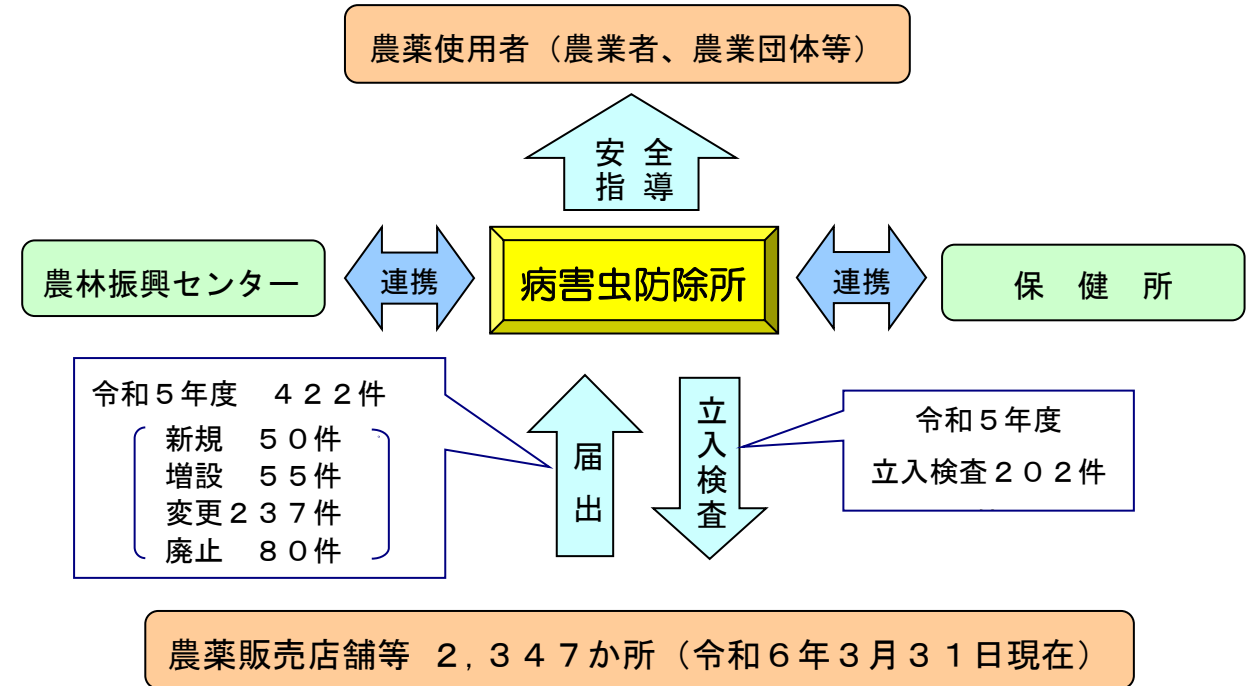 農薬使用者（農業者、農業団体等）
安 全
指 導
農林振興センター
連携
病害虫防除所
連携
保 健 所
令和５年度 ４２２件
新規 ５０件
増設 ５５件
変更２３７件
廃止 ８０件
届出
立入検査
令和５年度
立入検査２０２件
農薬販売店舗等 ２,３４７か所（令和６年３月３１日現在）